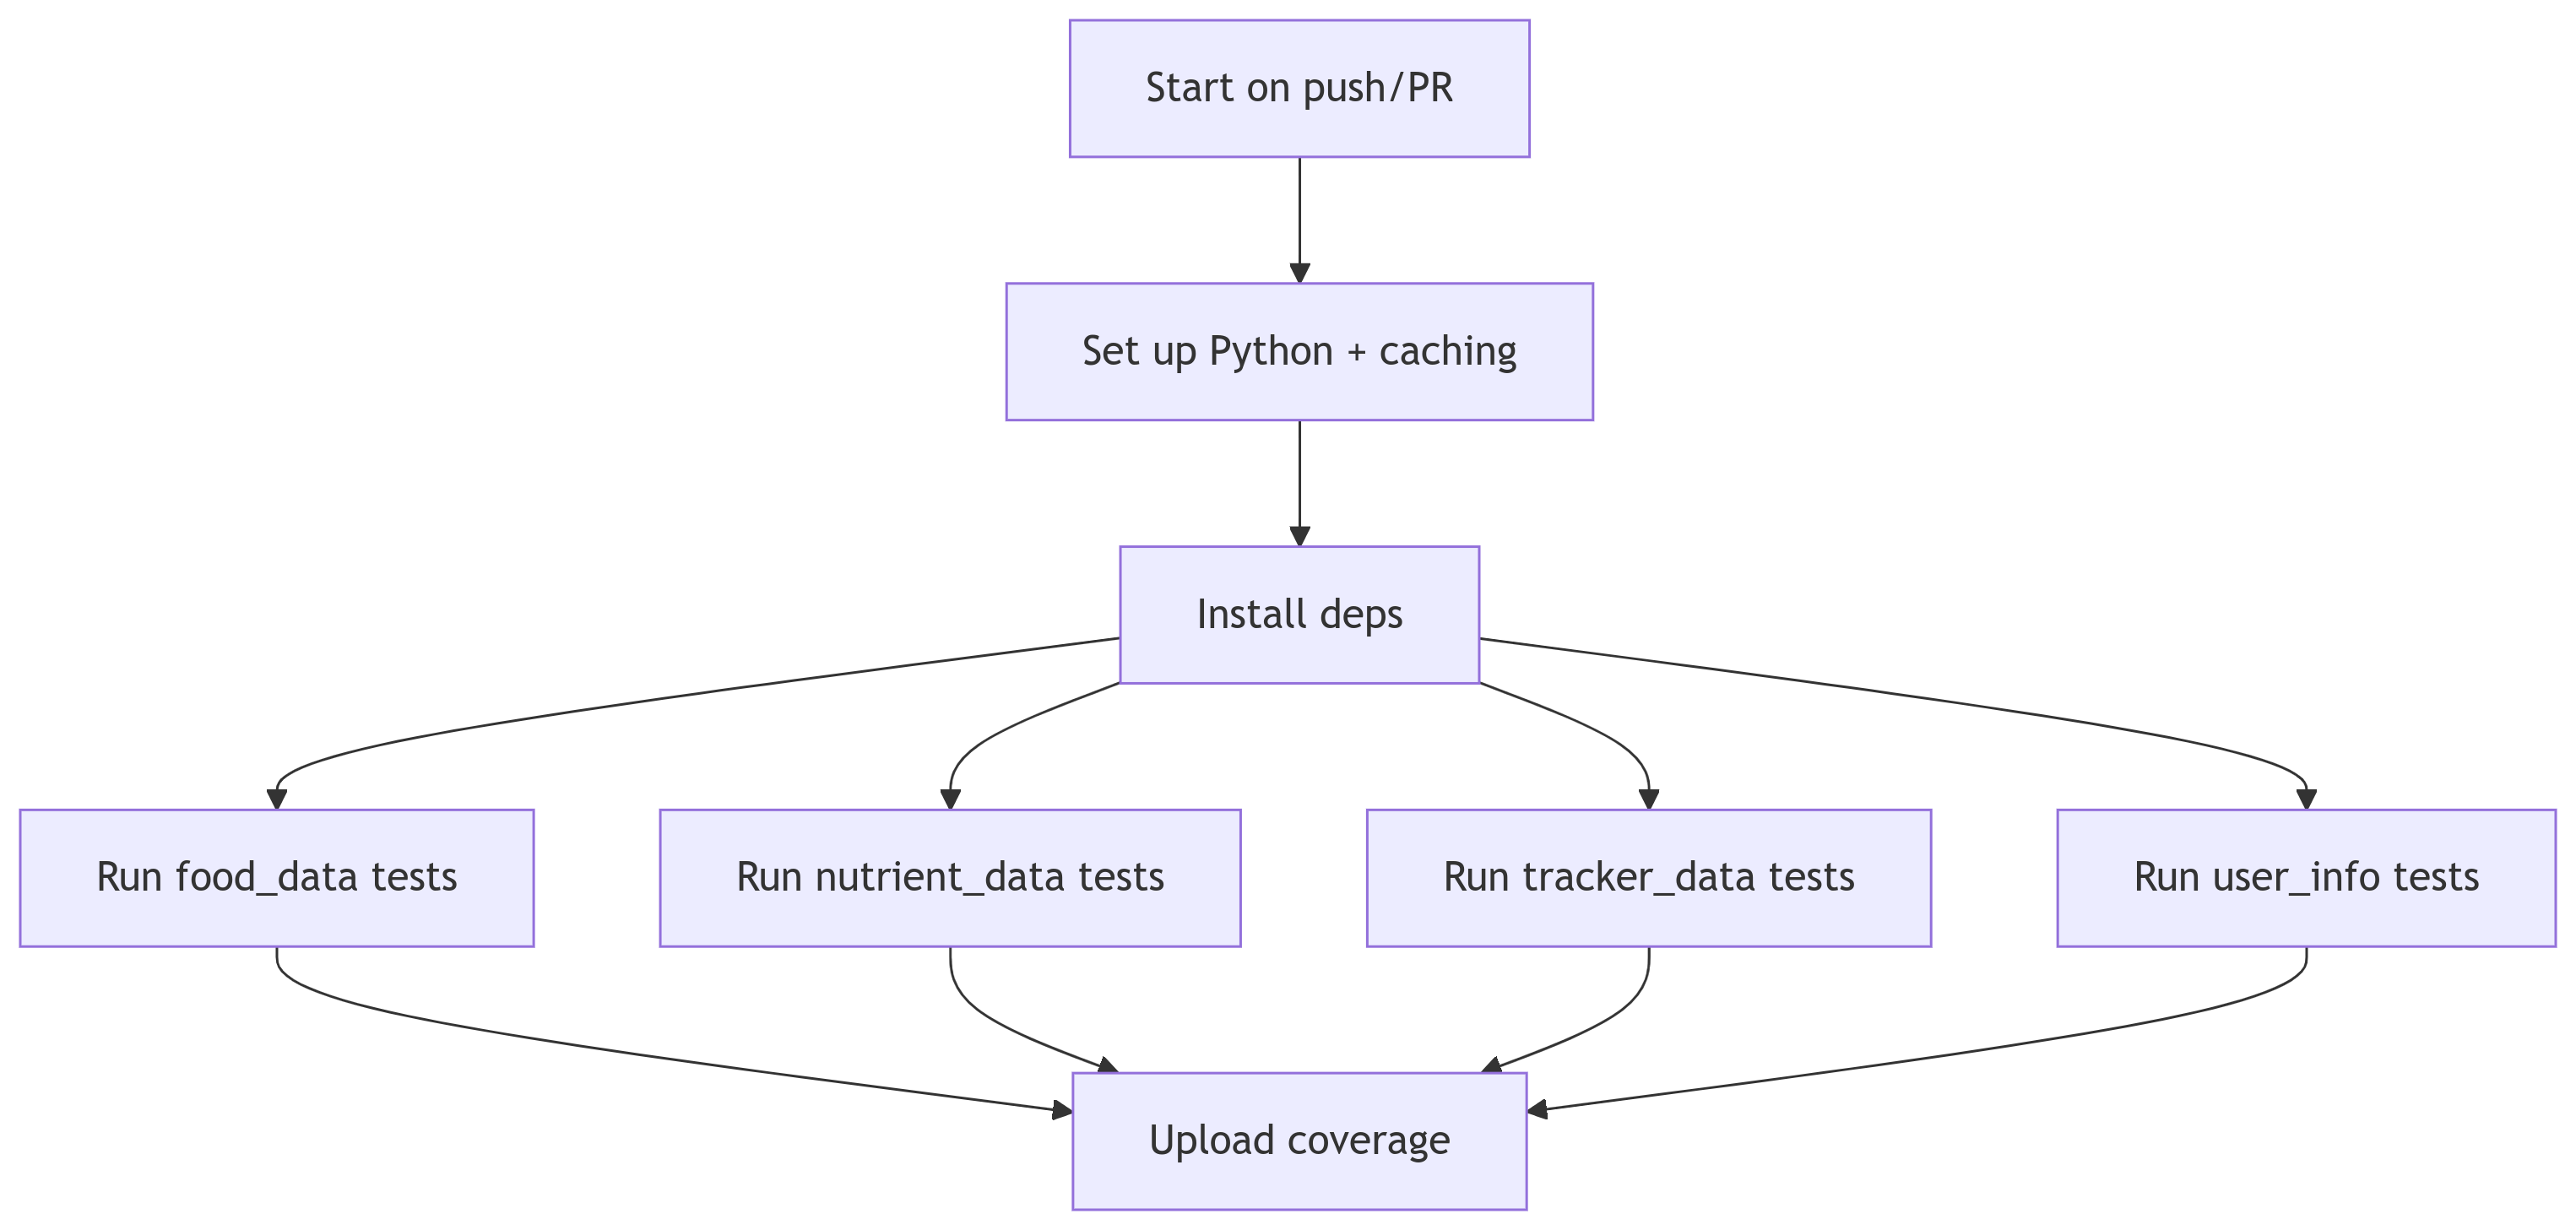 Start on push/PR
Set up Python + caching
Install deps
Run food_data tests
Run nutrient_data tests
Run tracker_data tests
Run user_info tests
Upload coverage